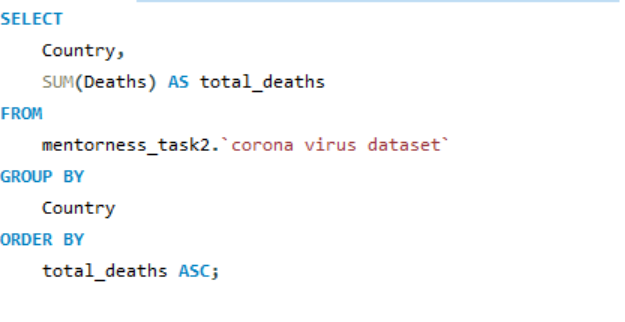 SELECT
Country,
SUM(Deaths) AS total_deaths
FROM
mentorness_task2.`corona virus dataset`
GROUP BY
Country
ORDER BY
total_deaths ASC;